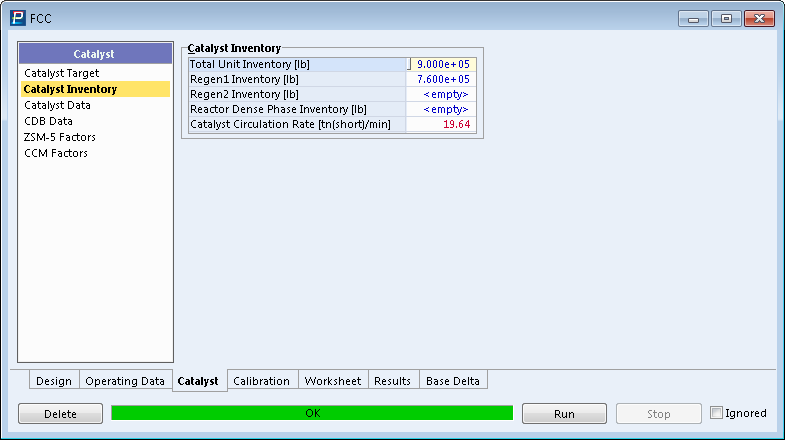 FCC
Catalyst
Catalyst Target
Catalyst Inventory
Catalyst Data
CDB Data
ZSM-5 Factors
CCM Factors
Catalyst Inventory
Total Unit Inventory [lb] 9.000e+05
Regen1 Inventory [lb] 7.600e+05
Regen2 Inventory [lb] <empty>
Reactor Dense Phase Inventory [lb] <empty>
Catalyst Circulation Rate [tn(short)/min] 19.64
Design Operating Data Catalyst Calibration Worksheet Results Base Delta
Delete OK Run Stop Ignored